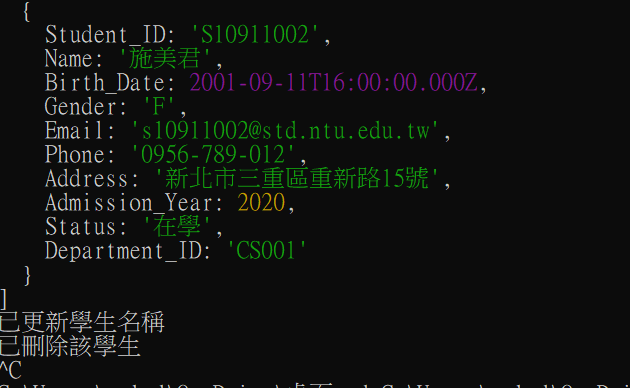 {
Student_ID: 'S10911002',
Name: '施美君',
Birth_Date: 2001-09-11T16:00:00.000Z,
Gender: 'F',
Email: 's10911002@std.ntu.edu.tw',
Phone: '0956-789-012',
Address: '新北市三重區重新路15號',
Admission_Year: 2020,
Status: '在學',
Department_ID: 'CS001'
}
]
已更新學生名稱
已刪除該學生
^C